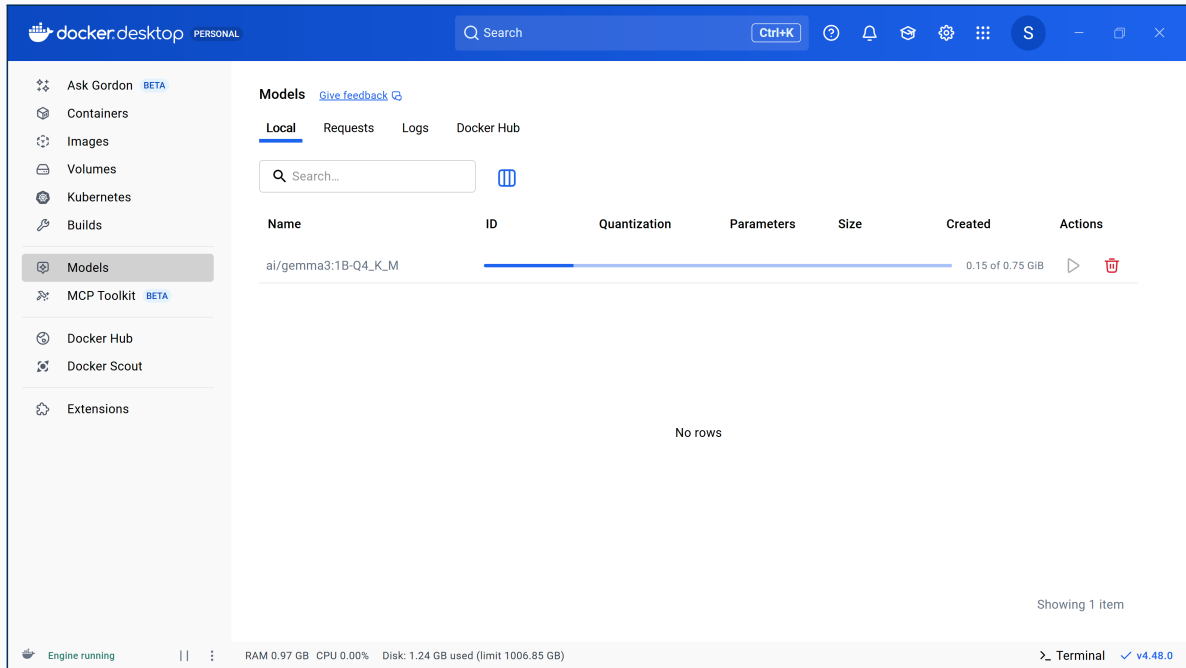 docker.desktop PERSONAL
Search
Ctrl+K
S
Ask Gordon BETA
Containers
Images
Volumes
Kubernetes
Builds
Models
MCP Toolkit BETA
Docker Hub
Docker Scout
Extensions
Models Give feedback
Local Requests Logs Docker Hub
Search...
Name ID Quantization Parameters Size Created Actions
ai/gemma3:1B-Q4_K_M 0.15 of 0.75 GiB
No rows
Showing 1 item
Engine running
RAM 0.97 GB CPU 0.00% Disk: 1.24 GB used (limit 1006.85 GB)
>_ Terminal v4.48.0